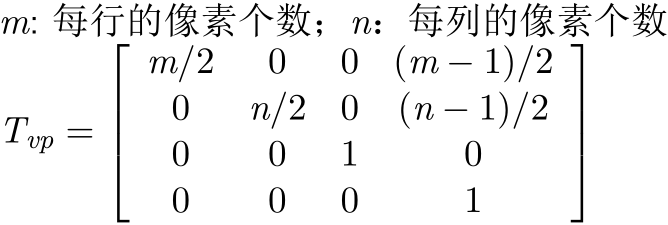 m: 每行的像素个数；n：每列的像素个数
m/2 0 0 (m − 1)/2
0 n/2 0 (n − 1)/2
T_vp =
0 0 1 0
0 0 0 1